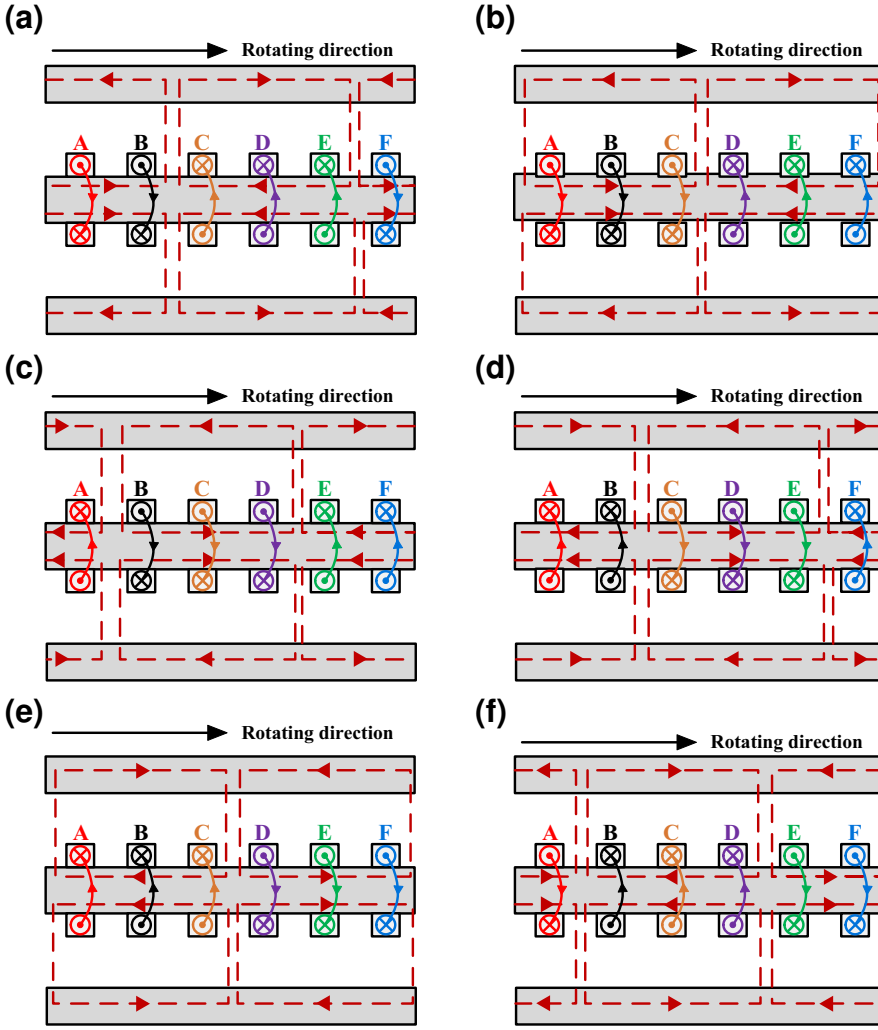 (a)
Rotating direction
A B C D E F
(b)
Rotating direction
A B C D E F
(c)
Rotating direction
A B C D E F
(d)
Rotating direction
A B C D E F
(e)
Rotating direction
A B C D E F
(f)
Rotating direction
A B C D E F